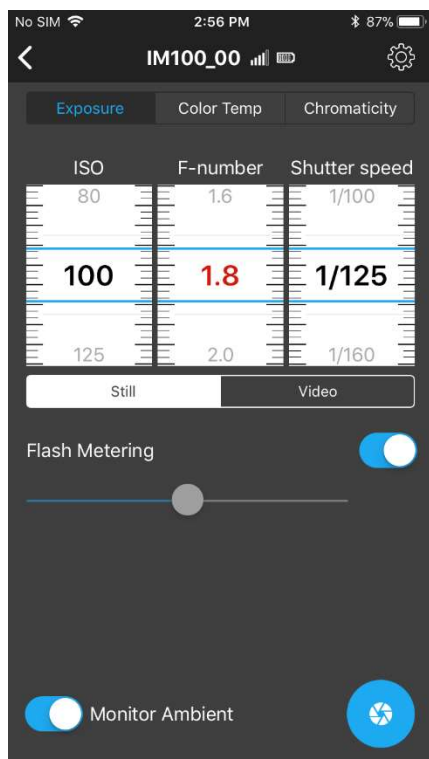 No SIM 2:56 PM 87%
IM100_00
Exposure Color Temp Chromaticity
ISO F-number Shutter speed
80 1.6 1/100
100 1.8 1/125
125 2.0 1/160
Still Video
Flash Metering
Monitor Ambient